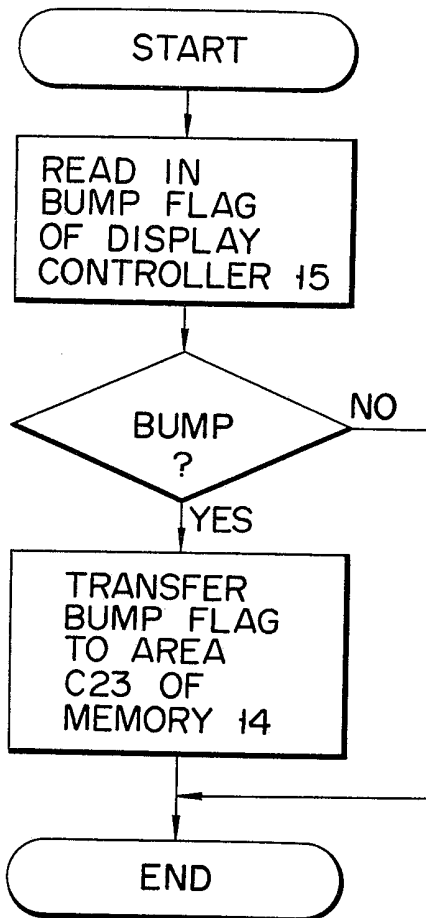 START
READ IN
BUMP FLAG
OF DISPLAY
CONTROLLER 15
BUMP
?
NO
YES
TRANSFER
BUMP FLAG
TO AREA
C23 OF
MEMORY 14
END